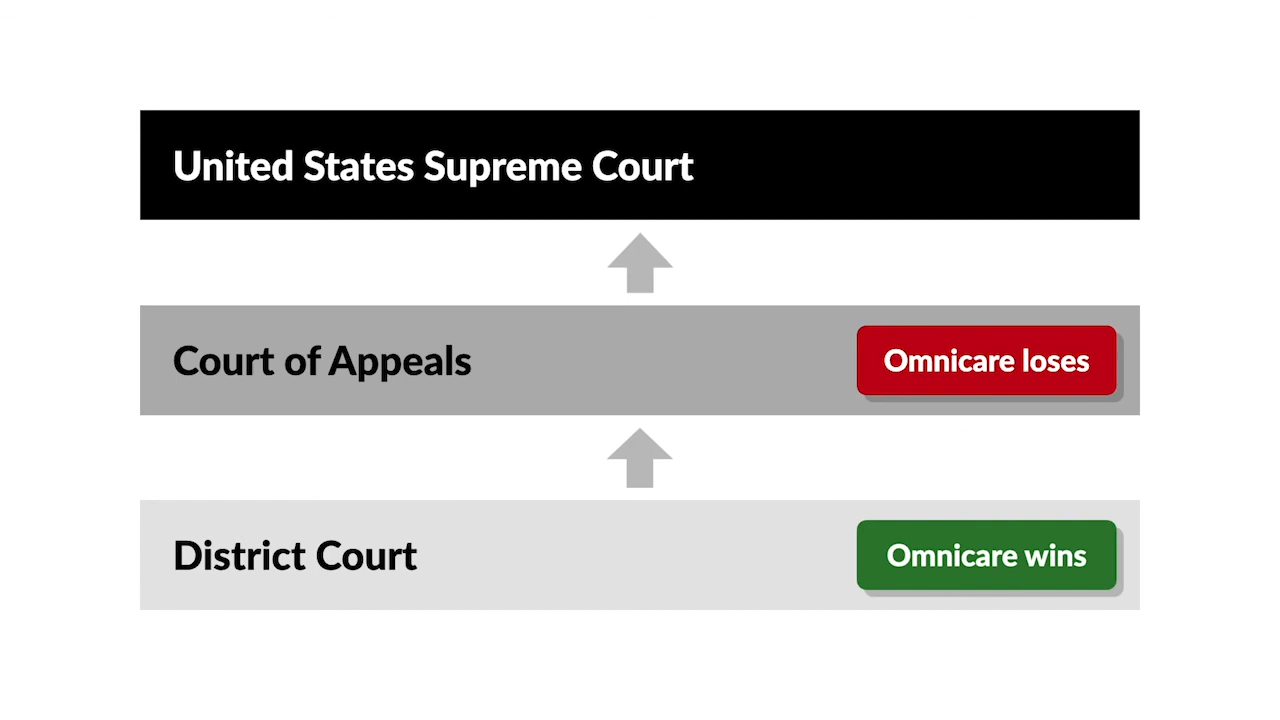 United States Supreme Court
Court of Appeals
Omnicare loses
District Court
Omnicare wins